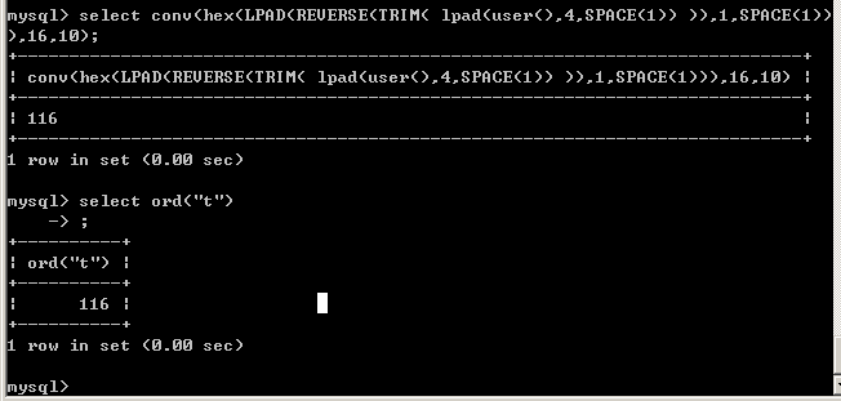 mysql> select conv(hex(LPAD(REVERSE(TRIM( lpad(user(),4,SPACE(1)) )),1,SPACE(1))
),16,10);
+---------------------------------------------------------------------------+
| conv(hex(LPAD(REVERSE(TRIM( lpad(user(),4,SPACE(1)) )),1,SPACE(1))),16,10) |
+---------------------------------------------------------------------------+
| 116 |
+---------------------------------------------------------------------------+
1 row in set (0.00 sec)
mysql> select ord("t")
-> ;
+----------+
| ord("t") |
+----------+
| 116 |
+----------+
1 row in set (0.00 sec)
mysql>